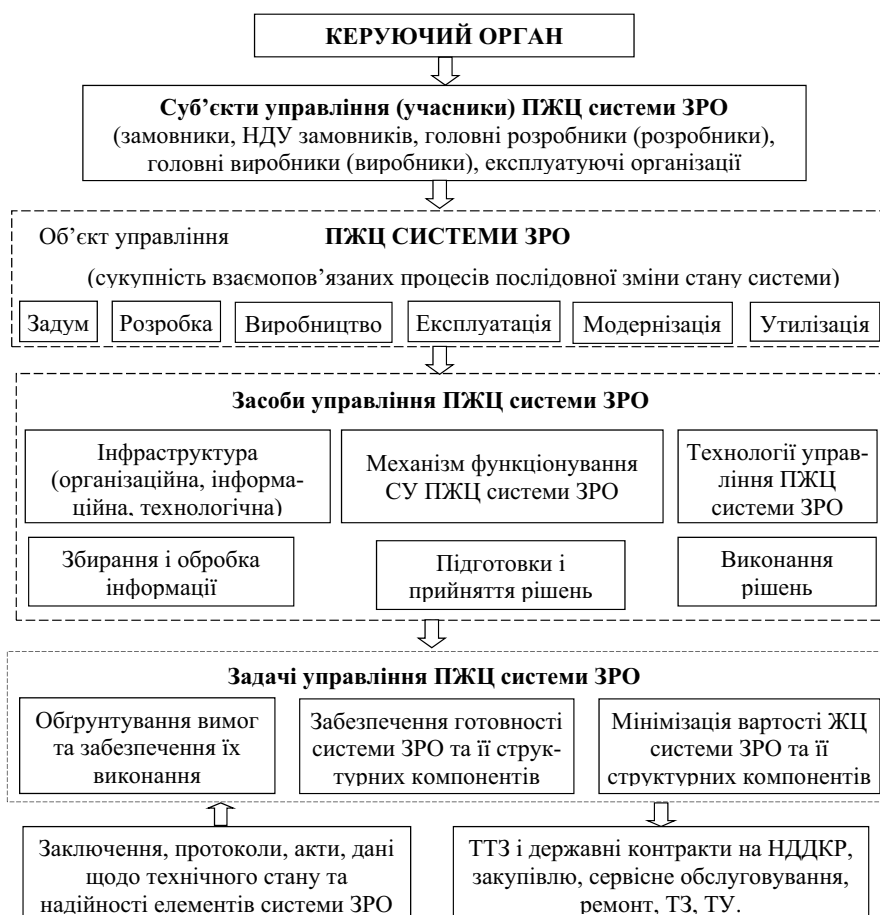 КЕРУЮЧИЙ ОРГАН
Суб’єкти управління (учасники) ПЖЦ системи ЗРО
(замовники, НДУ замовників, головні розробники (розробники),
головні виробники (виробники), експлуатуючі організації
Об’єкт управління ПЖЦ СИСТЕМИ ЗРО
(сукупність взаємопов’язаних процесів послідовної зміни стану системи)
Задум Розробка Виробництво Експлуатація Модернізація Утилізація
Засоби управління ПЖЦ системи ЗРО
Інфраструктура
(організаційна, інформа-
ційна, технологічна)
Механізм функціонування
СУ ПЖЦ системи ЗРО
Технології управ-
ління ПЖЦ
системи ЗРО
Збирання і обробка
інформації
Підготовки і
прийняття рішень
Виконання
рішень
Задачі управління ПЖЦ системи ЗРО
Обґрунтування вимог
та забезпечення їх
виконання
Забезпечення готовності
системи ЗРО та її струк-
турних компонентів
Мінімізація вартості ЖЦ
системи ЗРО та її
структурних компонентів
Заключення, протоколи, акти, дані
щодо технічного стану та
надійності елементів системи ЗРО
ТТЗ і державні контракти на НДДКР,
закупівлю, сервісне обслуговування,
ремонт, ТЗ, ТУ.